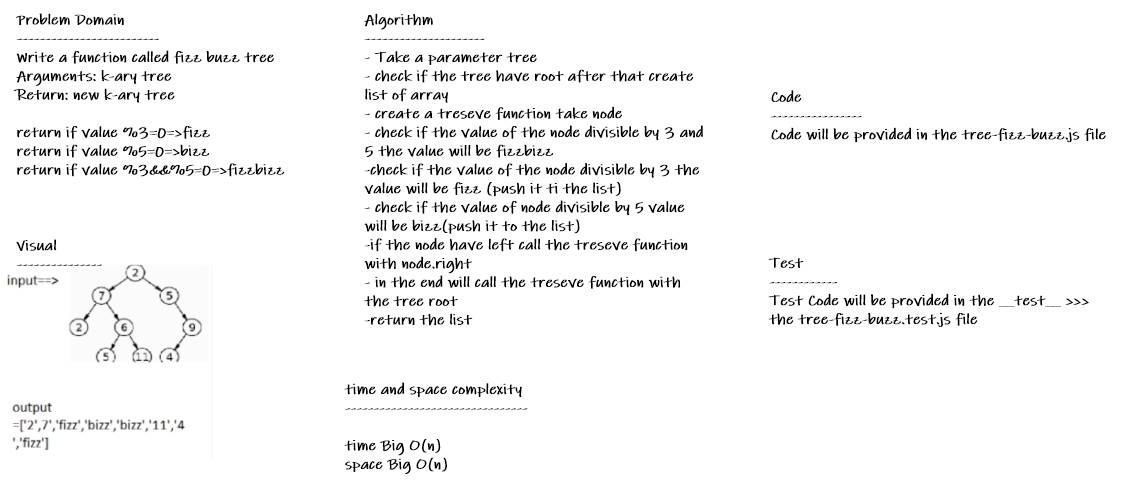 Problem Domain
-------------------------
Write a function called fizz buzz tree
Arguments: k-ary tree
Return: new k-ary tree
return if value %3=0=>fizz
return if value %5=0=>bizz
return if value %3&&%5=0=>fizzbizz
Visual
---------------
input==>
2
7
5
2
6
9
5
11
4
output
=['2',7','fizz','bizz','bizz','11','4
','fizz']
Algorithm
---------------------
- Take a parameter tree
- check if the tree have root after that create
list of array
- create a treseve function take node
- check if the value of the node divisible by 3 and
5 the value will be fizzbizz
-check if the value of the node divisible by 3 the
value will be fizz (push it ti the list)
- check if the value of node divisible by 5 value
will be bizz(push it to the list)
-if the node have left call the treseve function
with node.right
- in the end will call the treseve function with
the tree root
-return the list
time and space complexity
--------------------------------
time Big O(n)
space Big O(n)
Code
----------------
Code will be provided in the tree-fizz-buzz.js file
Test
------------
Test Code will be provided in the __test__ >>>
the tree-fizz-buzz.test.js file